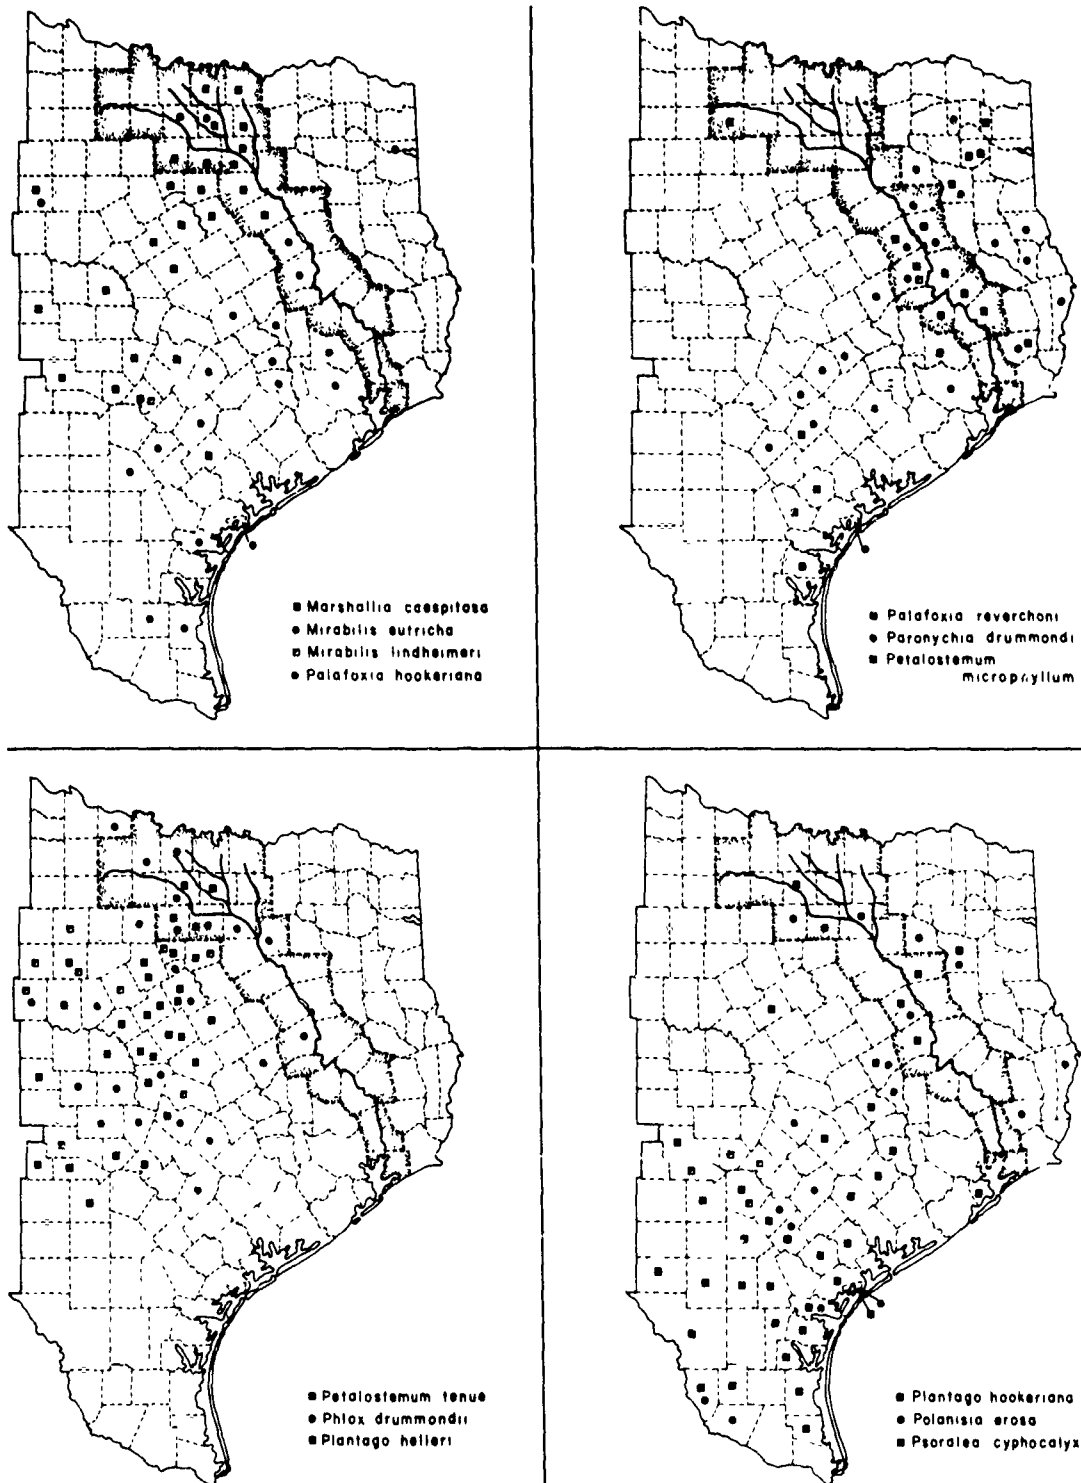 Marshallia caespitosa
Mirabilis eutricha
Mirabilis lindheimeri
Palafoxia hookeriana
Palafoxia reverchoni
Paronychia drummondi
Petalostemum
microphyllum
Petalostemum tenue
Phlox drummondii
Plantago helleri
Plantago hookeriana
Polanisia erosa
Psoralea cyphocalyx